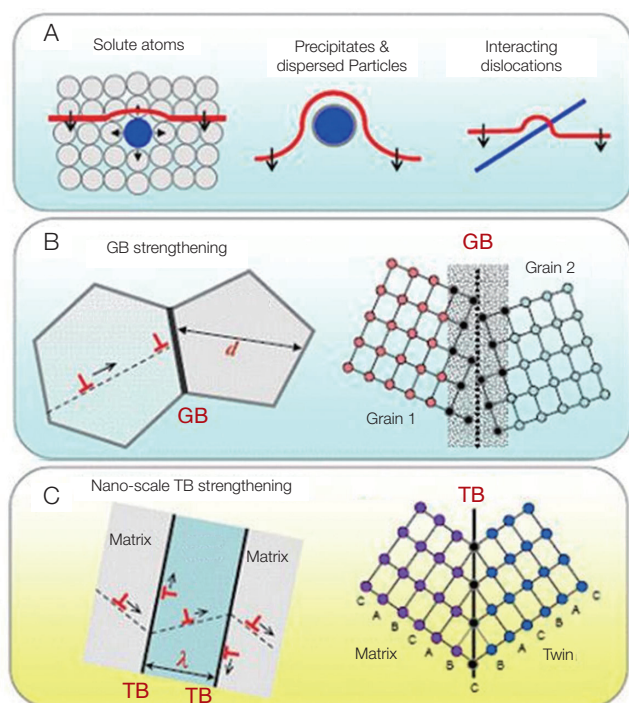 A
Solute atoms
Precipitates &
dispersed Particles
Interacting
dislocations
B
GB strengthening
d
GB
GB
Grain 2
Grain 1
C
Nano-scale TB strengthening
Matrix
Matrix
λ
TB
TB
TB
C
A
B
C
A
B
C
B
A
C
B
A
C
Matrix
Twin